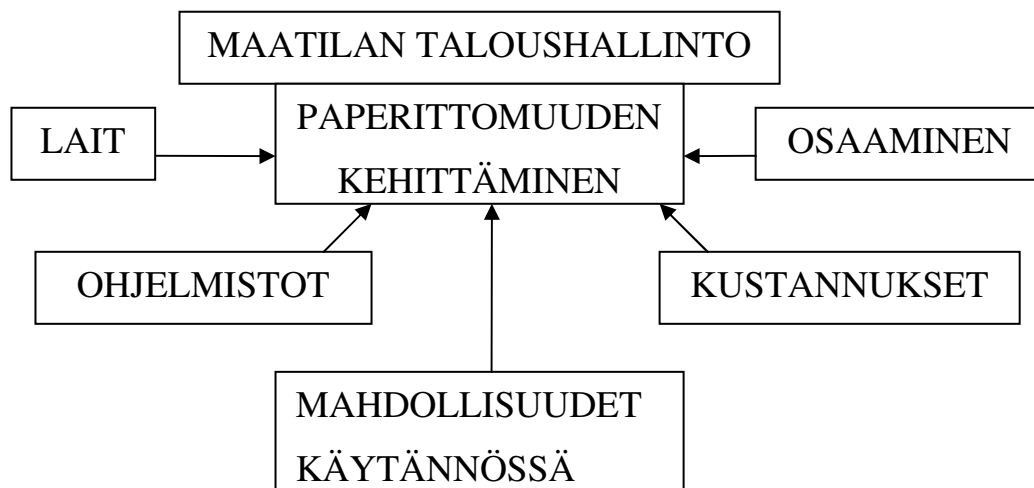 MAATILAN TALOUSHALLINTO
PAPERITTOMUUDEN
KEHITTÄMINEN
LAIT
OSAAMINEN
OHJELMISTOT
KUSTANNUKSET
MAHDOLLISUUDET
KÄYTÄNNÖSSÄ